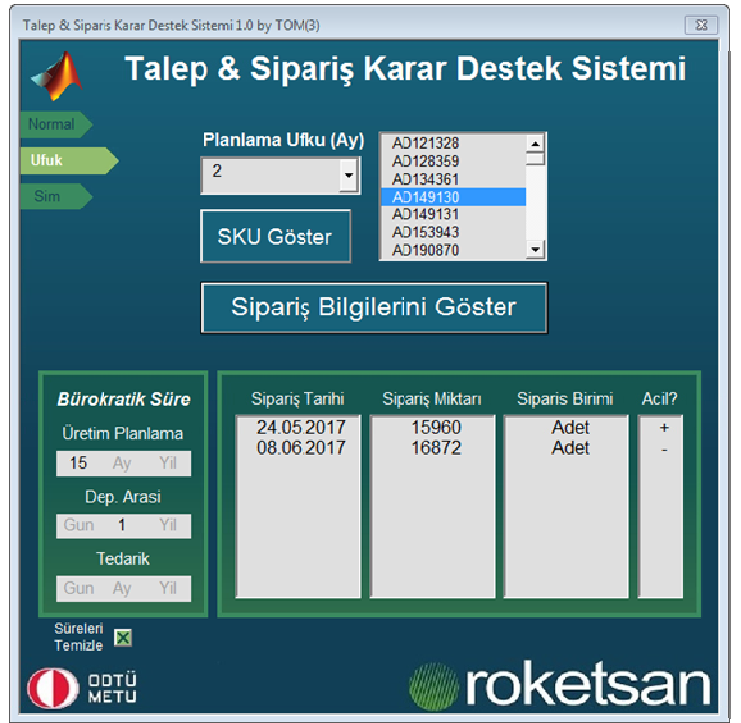 Talep & Siparis Karar Destek Sistemi 1.0 by TOM(3)
Talep & Sipariş Karar Destek Sistemi
Normal
Ufuk
Sim
Planlama Ufku (Ay)
2
SKU Göster
AD121328
AD128359
AD134361
AD149130
AD149131
AD153943
AD190870
Sipariş Bilgilerini Göster
Bürokratik Süre
Üretim Planlama
15 Ay Yil
Dep. Arasi
Gun 1 Yil
Tedarik
Gun Ay Yil
Sipariş Tarihi Sipariş Miktarı Siparis Birimi Acil?
24.05.2017 15960 Adet +
08.06.2017 16872 Adet -
Süreleri
Temizle
ODTÜ
METU
roketsan